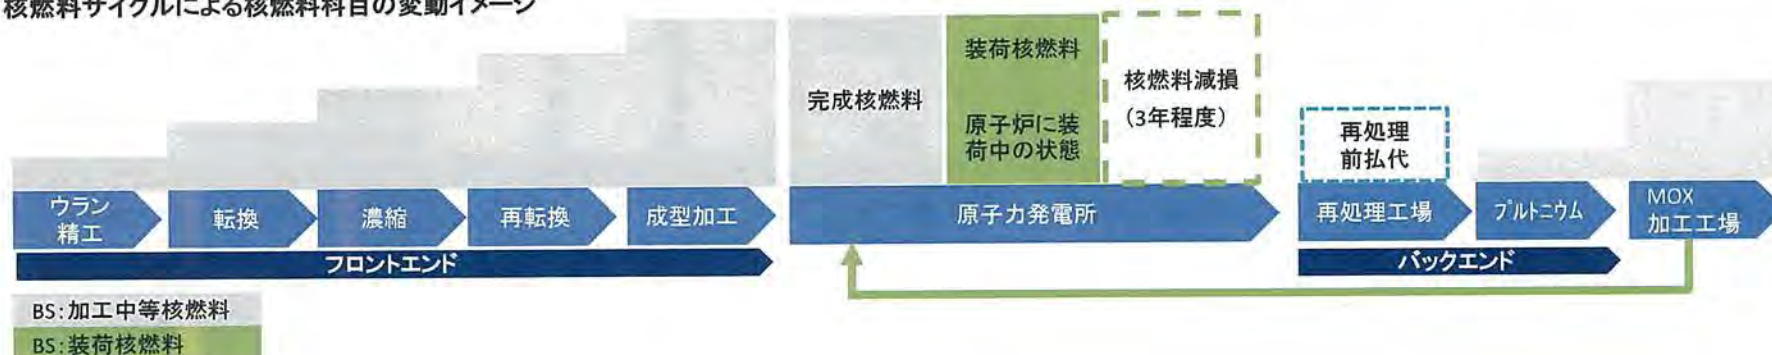 核燃料サイクルによる核燃料科目の変動イメージ
完成核燃料
装荷核燃料
原子炉に装
荷中の状態
核燃料減損
(3年程度)
再処理
前払代
ウラン
精工
転換
濃縮
再転換
成型加工
原子力発電所
再処理工場
プルトニウム
MOX
加工工場
フロントエンド
バックエンド
BS:加工中等核燃料
BS:装荷核燃料